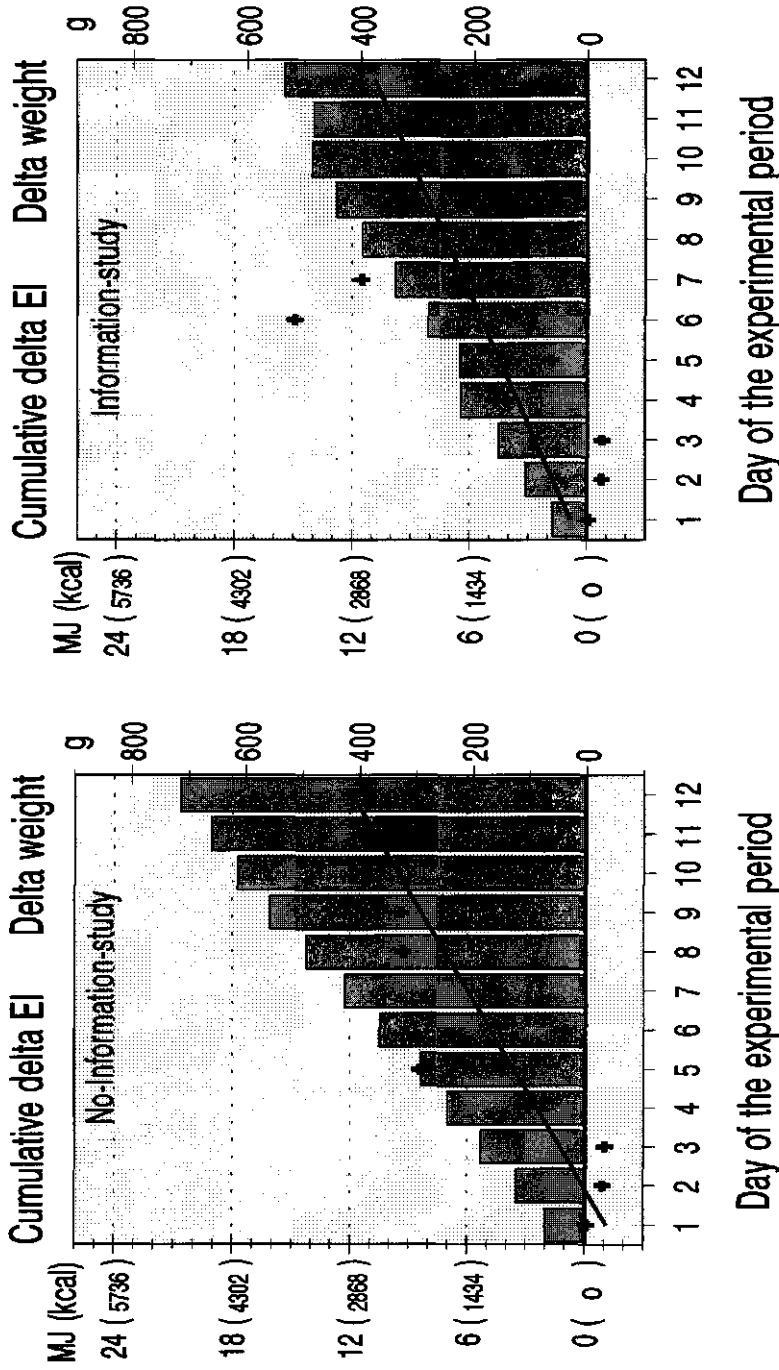 Cumulative delta EI Delta weight
MJ (kcal) g
No-Information-study
24 ( 5736 ) 800
18 ( 4302 ) 600
12 ( 2868 ) 400
6 ( 1434 ) 200
0 ( 0 ) 0
1 2 3 4 5 6 7 8 9 10 11 12
Day of the experimental period
Cumulative delta EI Delta weight
MJ (kcal) g
Information-study
24 ( 5736 ) 800
18 ( 4302 ) 600
12 ( 2868 ) 400
6 ( 1434 ) 200
0 ( 0 ) 0
1 2 3 4 5 6 7 8 9 10 11 12
Day of the experimental period